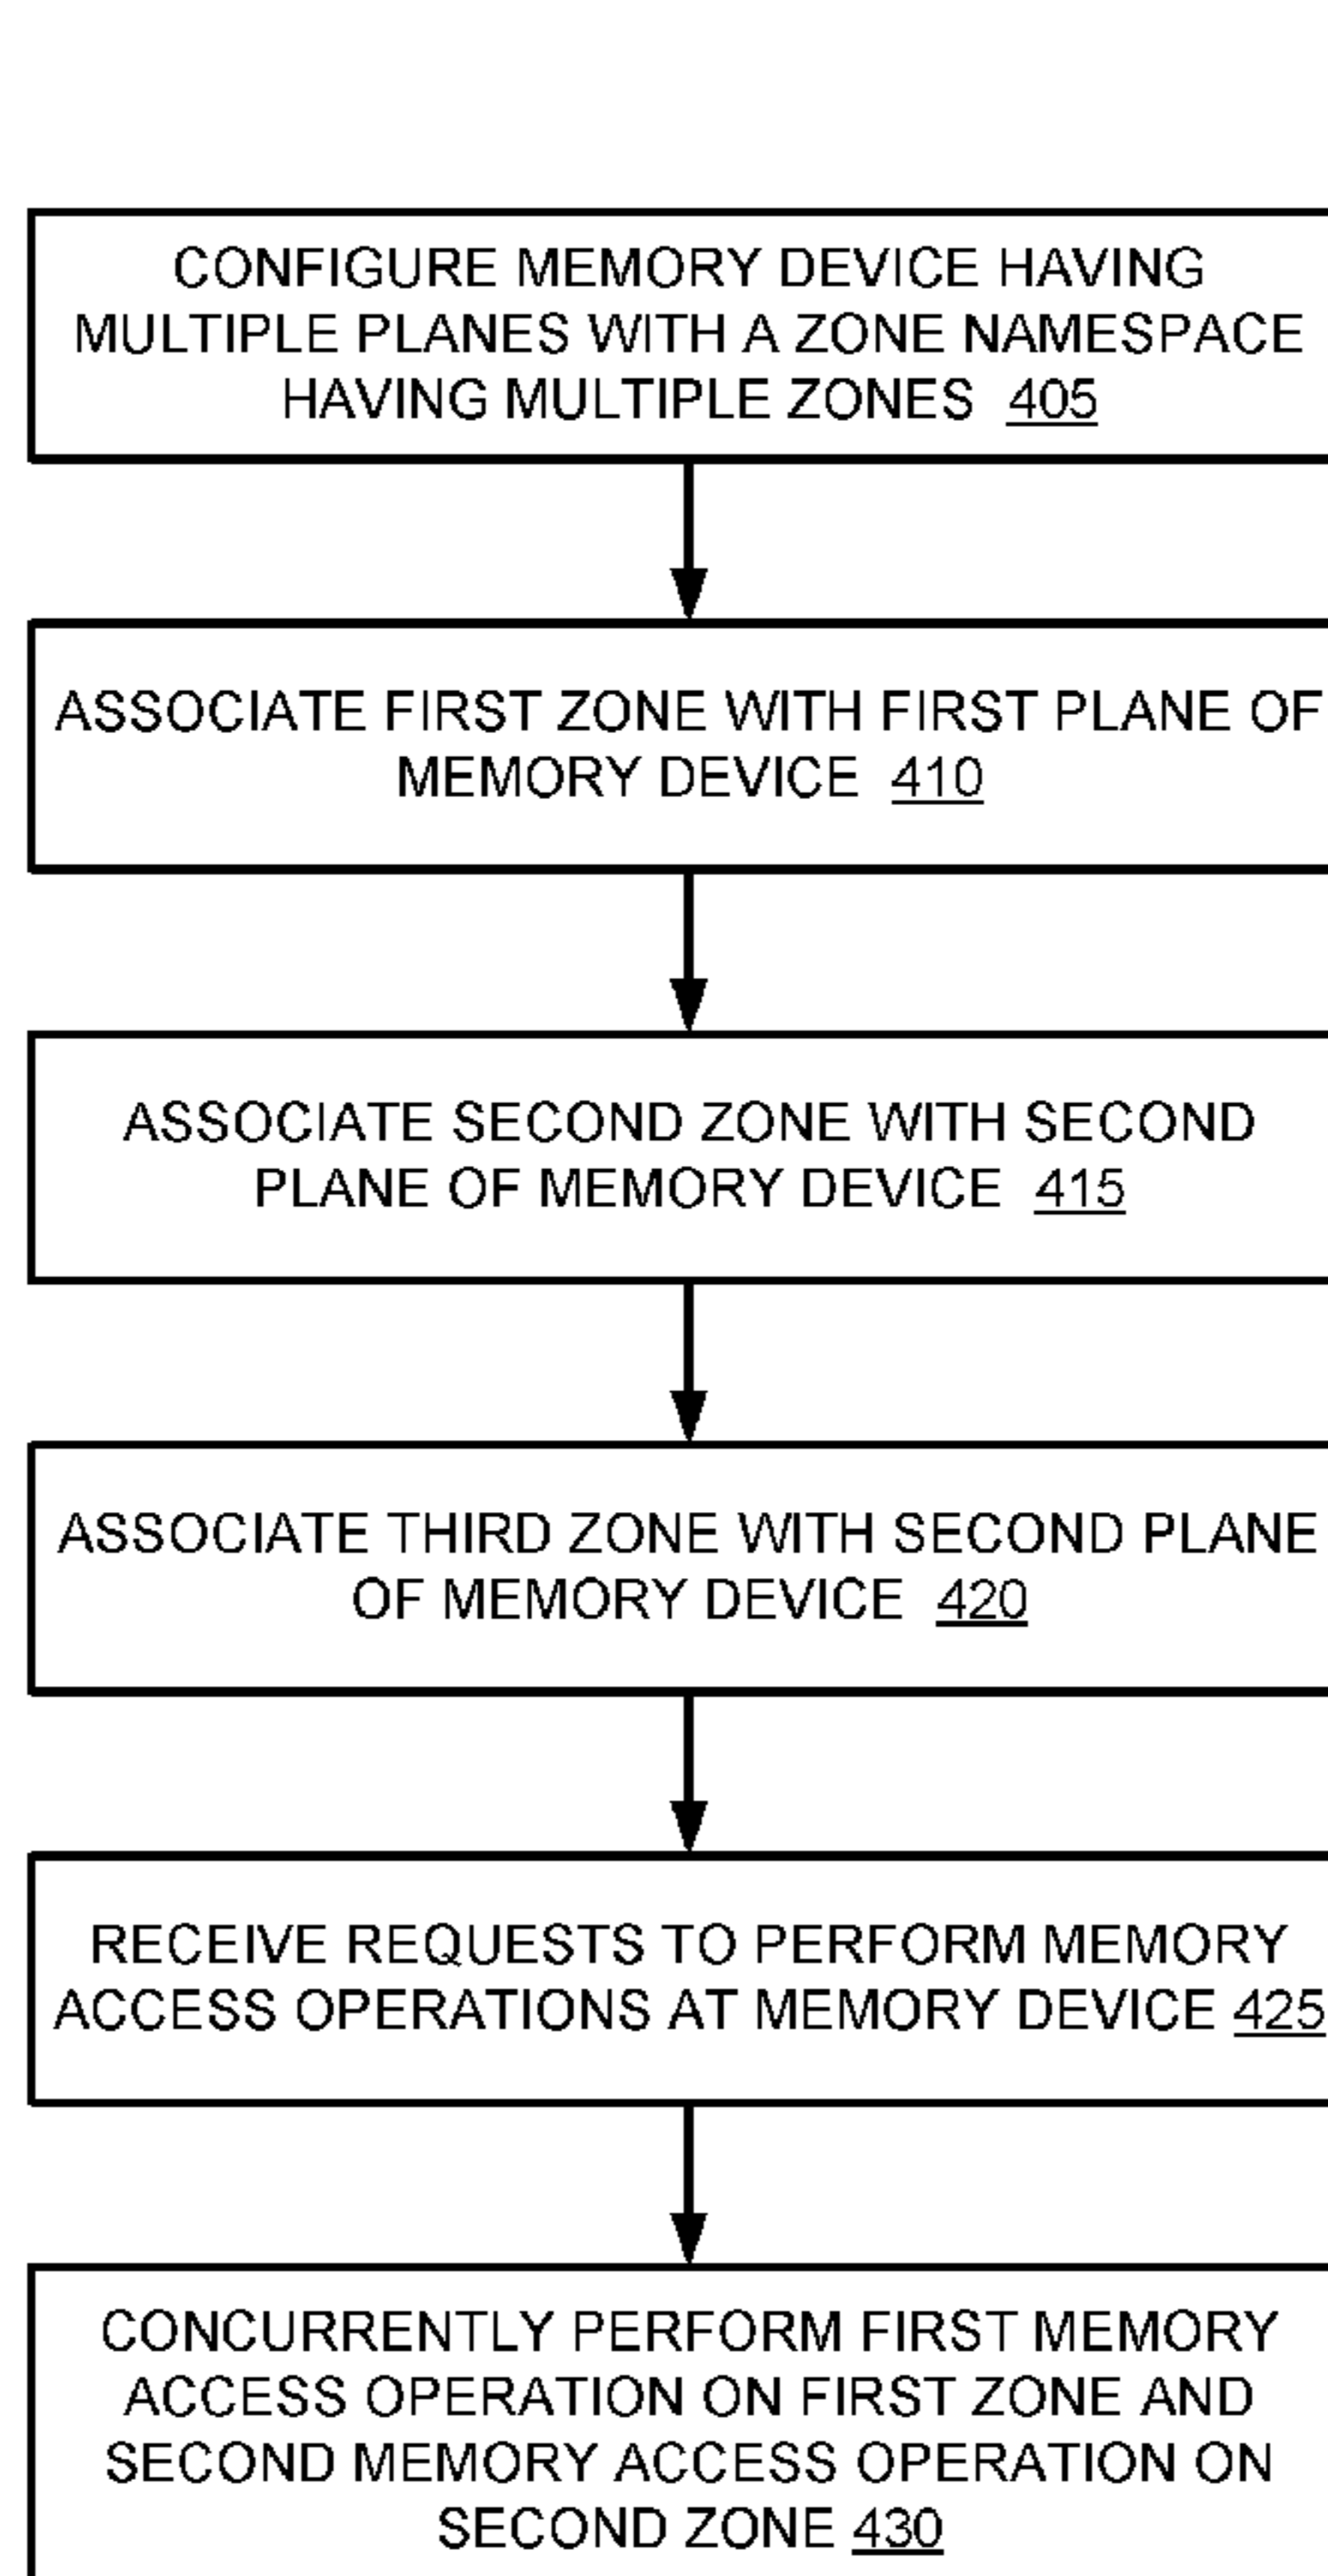 CONFIGURE MEMORY DEVICE HAVING
MULTIPLE PLANES WITH A ZONE NAMESPACE
HAVING MULTIPLE ZONES 405
ASSOCIATE FIRST ZONE WITH FIRST PLANE OF
MEMORY DEVICE 410
ASSOCIATE SECOND ZONE WITH SECOND
PLANE OF MEMORY DEVICE 415
ASSOCIATE THIRD ZONE WITH SECOND PLANE
OF MEMORY DEVICE 420
RECEIVE REQUESTS TO PERFORM MEMORY
ACCESS OPERATIONS AT MEMORY DEVICE 425
CONCURRENTLY PERFORM FIRST MEMORY
ACCESS OPERATION ON FIRST ZONE AND
SECOND MEMORY ACCESS OPERATION ON
SECOND ZONE 430